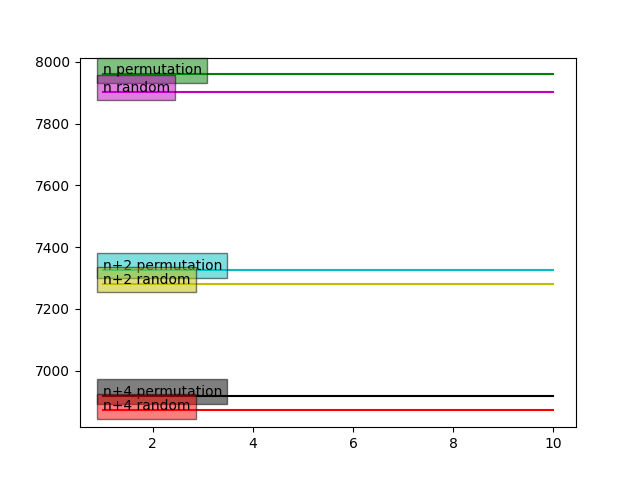 8000
n permutation
n random
7800
7600
7400
n+2 permutation
n+2 random
7200
7000
n+4 permutation
n+4 random
2 4 6 8 10